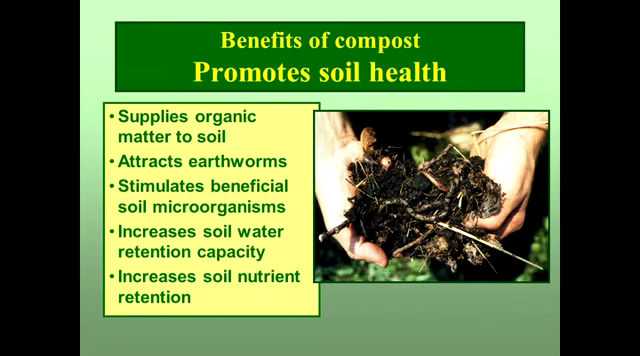 Benefits of compost
Promotes soil health
• Supplies organic
matter to soil
• Attracts earthworms
• Stimulates beneficial
soil microorganisms
• Increases soil water
retention capacity
• Increases soil nutrient
retention